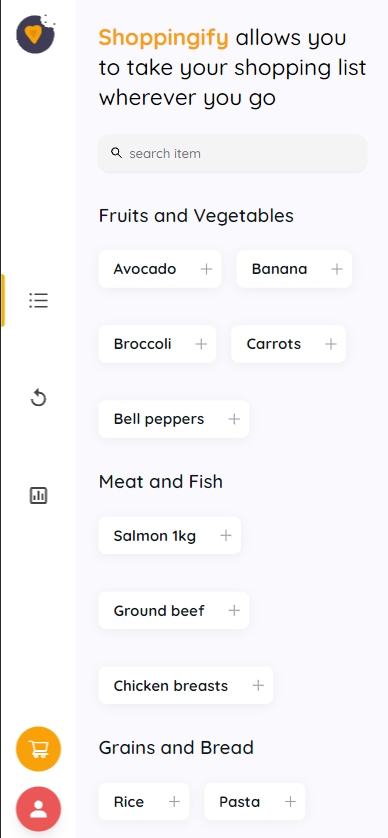 Shoppingify allows you
to take your shopping list
wherever you go
search item
Fruits and Vegetables
Avocado + Banana +
Broccoli + Carrots +
Bell peppers +
Meat and Fish
Salmon 1kg +
Ground beef +
Chicken breasts +
Grains and Bread
Rice + Pasta +